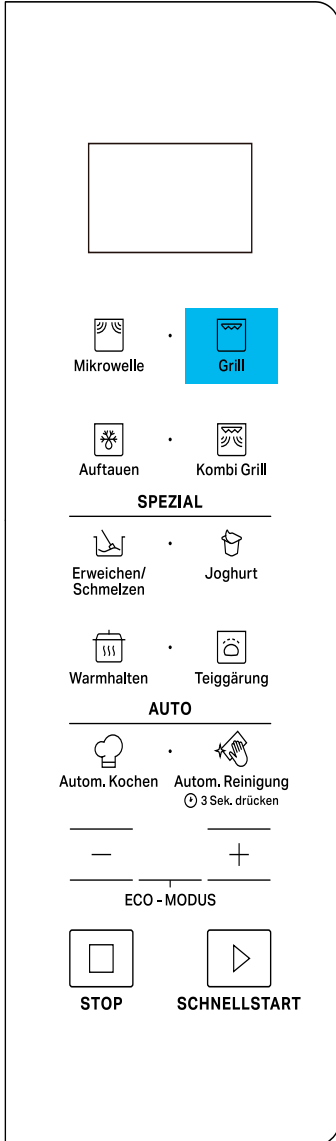 Mikrowelle
Grill
Auftauen
Kombi Grill
SPEZIAL
Erweichen/
Schmelzen
Joghurt
Warmhalten
Teiggärung
AUTO
Autom. Kochen
Autom. Reinigung
3 Sek. drücken
− +
ECO - MODUS
STOP
SCHNELLSTART